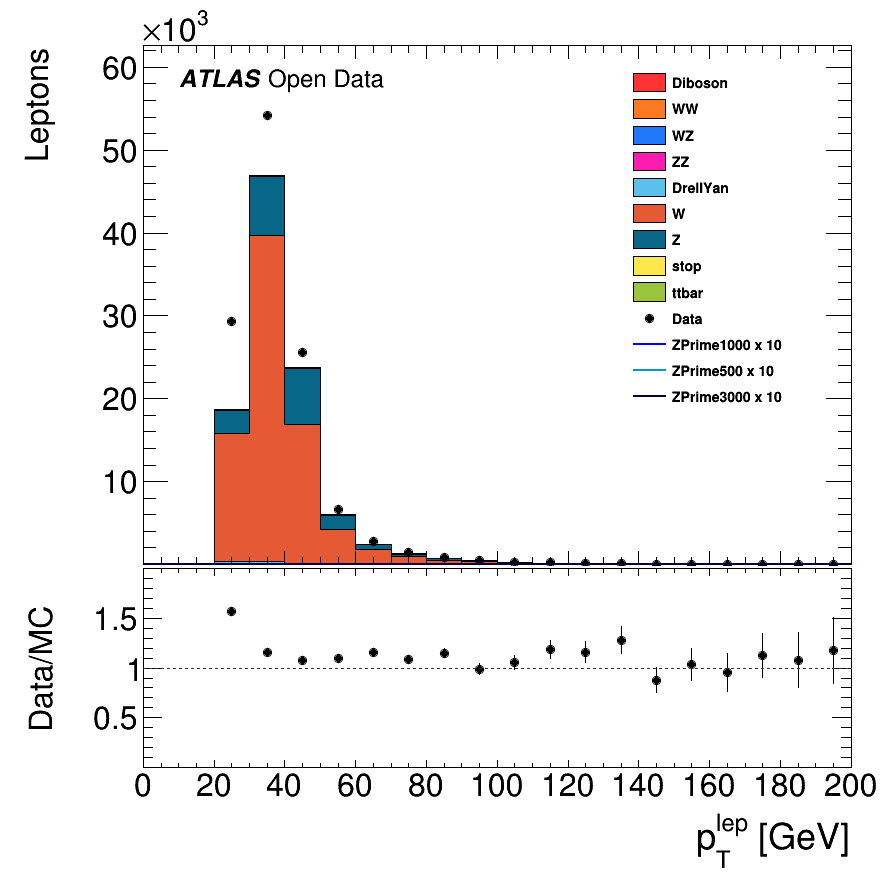 ×10³
Leptons
ATLAS Open Data
60
50
40
30
20
10
Diboson
WW
WZ
ZZ
DrellYan
W
Z
stop
ttbar
Data
ZPrime1000 x 10
ZPrime500 x 10
ZPrime3000 x 10
Data/MC
1.5
1
0.5
0 20 40 60 80 100 120 140 160 180 200
p_T^lep [GeV]